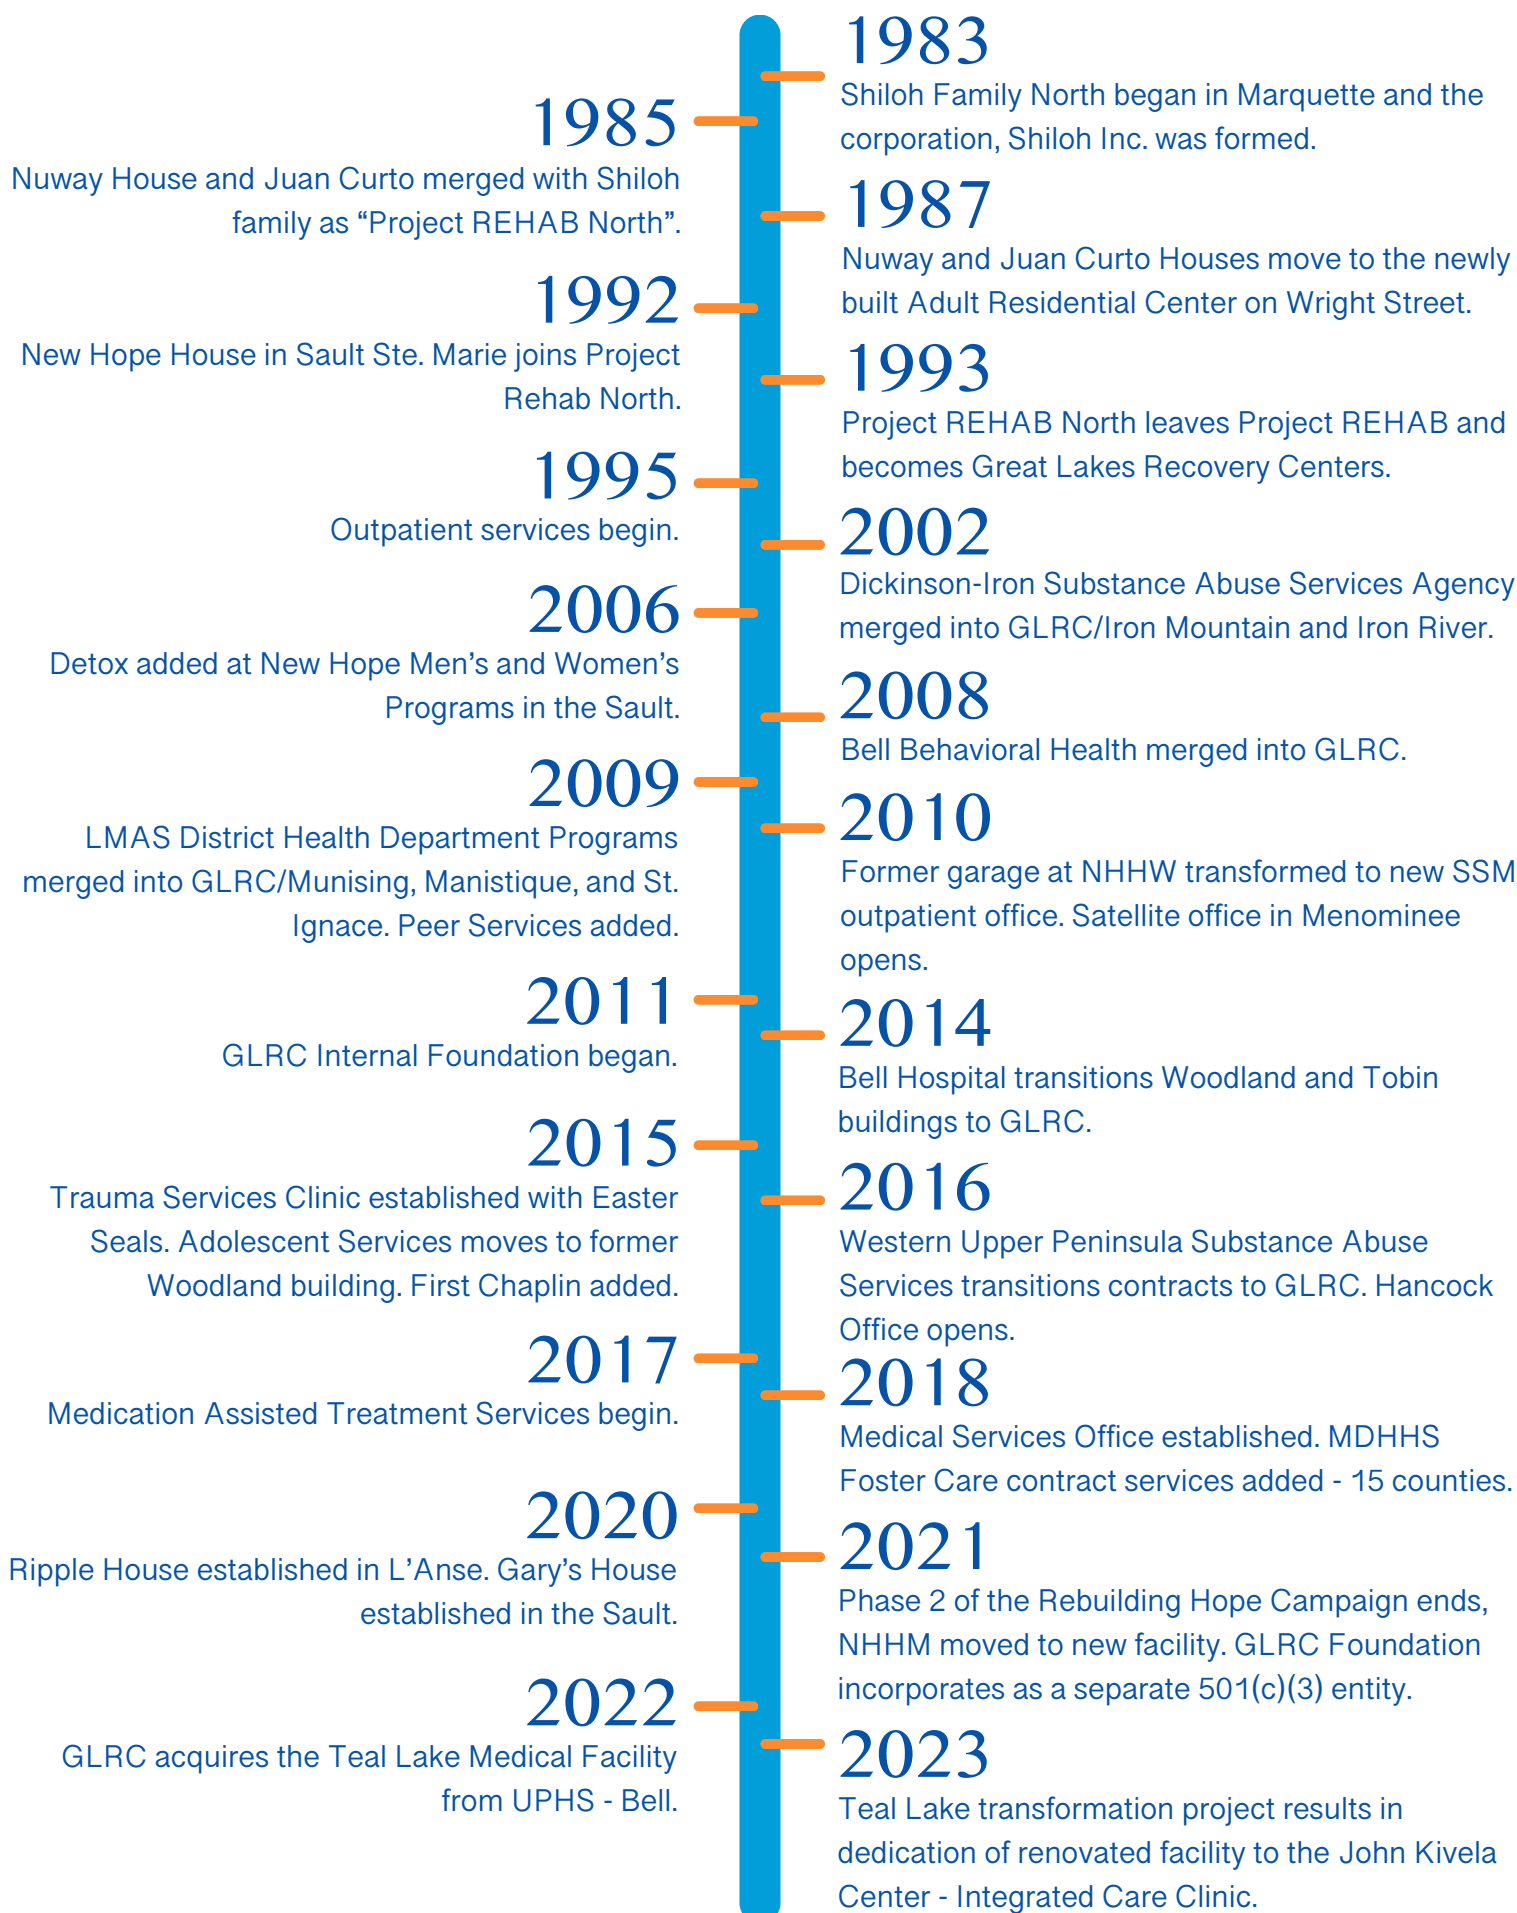 1983
Shiloh Family North began in Marquette and the
corporation, Shiloh Inc. was formed.
1985
Nuway House and Juan Curto merged with Shiloh
family as “Project REHAB North”.
1987
Nuway and Juan Curto Houses move to the newly
built Adult Residential Center on Wright Street.
1992
New Hope House in Sault Ste. Marie joins Project
Rehab North.
1993
Project REHAB North leaves Project REHAB and
becomes Great Lakes Recovery Centers.
1995
Outpatient services begin.
2002
Dickinson-Iron Substance Abuse Services Agency
merged into GLRC/Iron Mountain and Iron River.
2006
Detox added at New Hope Men’s and Women’s
Programs in the Sault.
2008
Bell Behavioral Health merged into GLRC.
2009
LMAS District Health Department Programs
merged into GLRC/Munising, Manistique, and St.
Ignace. Peer Services added.
2010
Former garage at NHHW transformed to new SSM
outpatient office. Satellite office in Menominee
opens.
2011
GLRC Internal Foundation began.
2014
Bell Hospital transitions Woodland and Tobin
buildings to GLRC.
2015
Trauma Services Clinic established with Easter
Seals. Adolescent Services moves to former
Woodland building. First Chaplin added.
2016
Western Upper Peninsula Substance Abuse
Services transitions contracts to GLRC. Hancock
Office opens.
2017
Medication Assisted Treatment Services begin.
2018
Medical Services Office established. MDHHS
Foster Care contract services added - 15 counties.
2020
Ripple House established in L’Anse. Gary’s House
established in the Sault.
2021
Phase 2 of the Rebuilding Hope Campaign ends,
NHHM moved to new facility. GLRC Foundation
incorporates as a separate 501(c)(3) entity.
2022
GLRC acquires the Teal Lake Medical Facility
from UPHS - Bell.
2023
Teal Lake transformation project results in
dedication of renovated facility to the John Kivela
Center - Integrated Care Clinic.